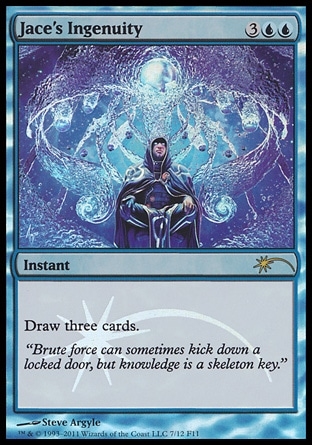 Jace's Ingenuity 3
Instant
Draw three cards.
“Brute force can sometimes kick down a
locked door, but knowledge is a skeleton key.”
Steve Argyle
™ & © 1993–2011 Wizards of the Coast LLC 7/12 F11